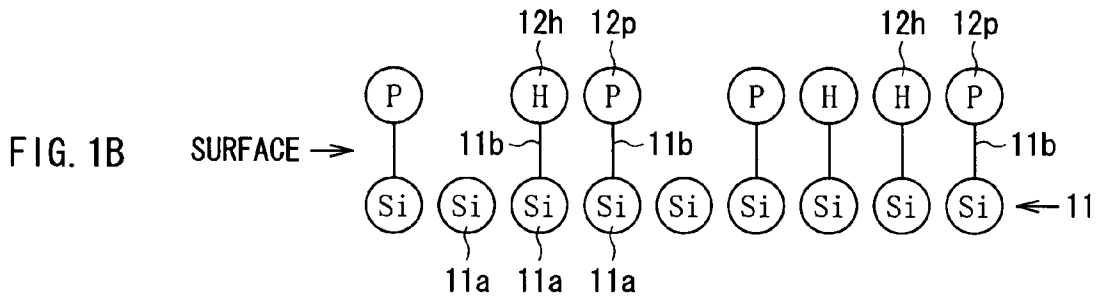 12h 12p 12h 12p
P H P P H H P
FIG. 1B SURFACE 11b 11b 11b
Si Si Si Si Si Si Si Si Si 11
11a 11a 11a